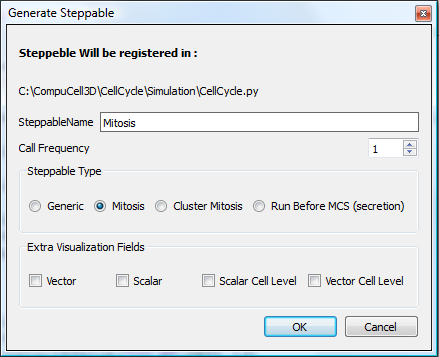 Generate Steppable
Steppeble Will be registered in :
C:\CompuCell3D\CellCycle\Simulation\CellCycle.py
SteppableName Mitosis
Call Frequency 1
Steppable Type
Generic Mitosis Cluster Mitosis Run Before MCS (secretion)
Extra Visualization Fields
Vector Scalar Scalar Cell Level Vector Cell Level
OK Cancel